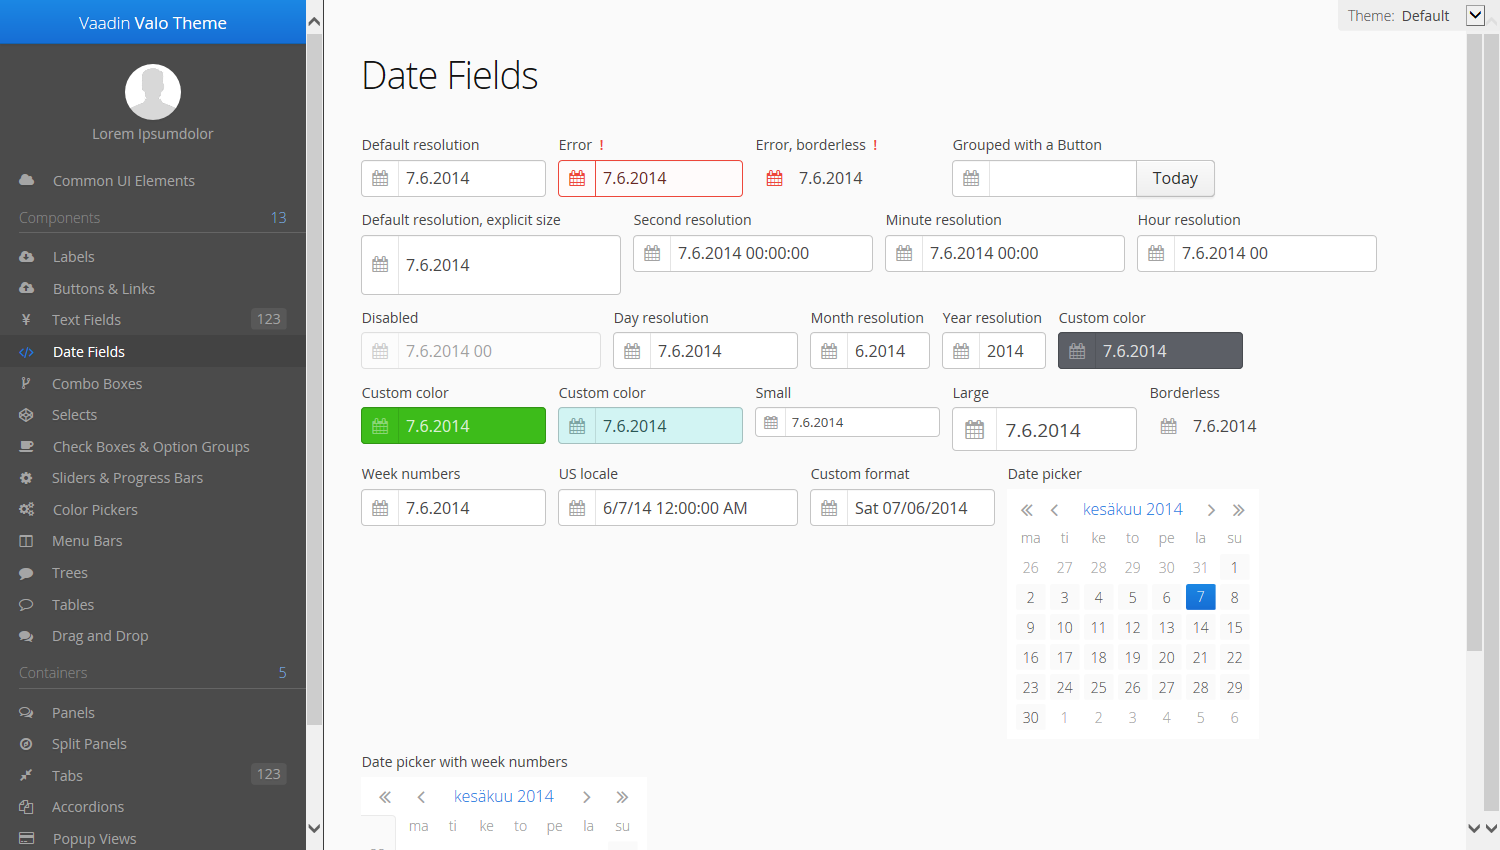 Vaadin Valo Theme
Lorem Ipsumdolor
Common UI Elements
Components 13
Labels
Buttons & Links
Text Fields 123
Date Fields
Combo Boxes
Selects
Check Boxes & Option Groups
Sliders & Progress Bars
Color Pickers
Menu Bars
Trees
Tables
Drag and Drop
Containers 5
Panels
Split Panels
Tabs 123
Accordions
Popup Views
Theme: Default
Date Fields
Default resolution Error ! Error, borderless ! Grouped with a Button
7.6.2014 7.6.2014 7.6.2014 Today
Default resolution, explicit size Second resolution Minute resolution Hour resolution
7.6.2014 7.6.2014 00:00:00 7.6.2014 00:00 7.6.2014 00
Disabled Day resolution Month resolution Year resolution Custom color
7.6.2014 00 7.6.2014 6.2014 2014 7.6.2014
Custom color Custom color Small Large Borderless
7.6.2014 7.6.2014 7.6.2014 7.6.2014 7.6.2014
Week numbers US locale Custom format Date picker
7.6.2014 6/7/14 12:00:00 AM Sat 07/06/2014
kesäkuu 2014
ma ti ke to pe la su
26 27 28 29 30 31 1
2 3 4 5 6 7 8
9 10 11 12 13 14 15
16 17 18 19 20 21 22
23 24 25 26 27 28 29
30 1 2 3 4 5 6
Date picker with week numbers
kesäkuu 2014
ma ti ke to pe la su